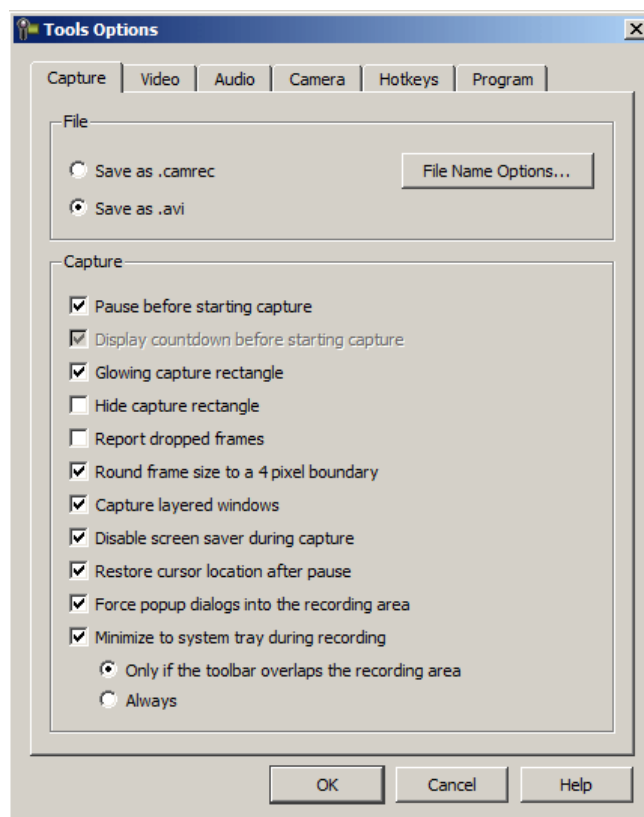 Tools Options
Capture Video Audio Camera Hotkeys Program
File
Save as .camrec File Name Options...
Save as .avi
Capture
Pause before starting capture
Display countdown before starting capture
Glowing capture rectangle
Hide capture rectangle
Report dropped frames
Round frame size to a 4 pixel boundary
Capture layered windows
Disable screen saver during capture
Restore cursor location after pause
Force popup dialogs into the recording area
Minimize to system tray during recording
Only if the toolbar overlaps the recording area
Always
OK Cancel Help